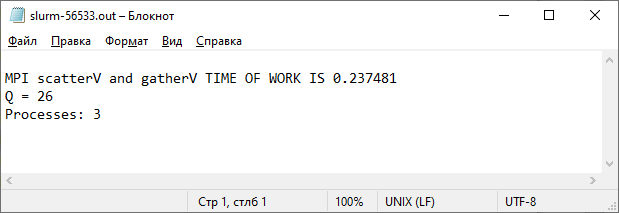 slurm-56533.out – Блокнот
Файл Правка Формат Вид Справка
MPI scatterV and gatherV TIME OF WORK IS 0.237481
Q = 26
Processes: 3
Стр 1, стлб 1 100% UNIX (LF) UTF-8